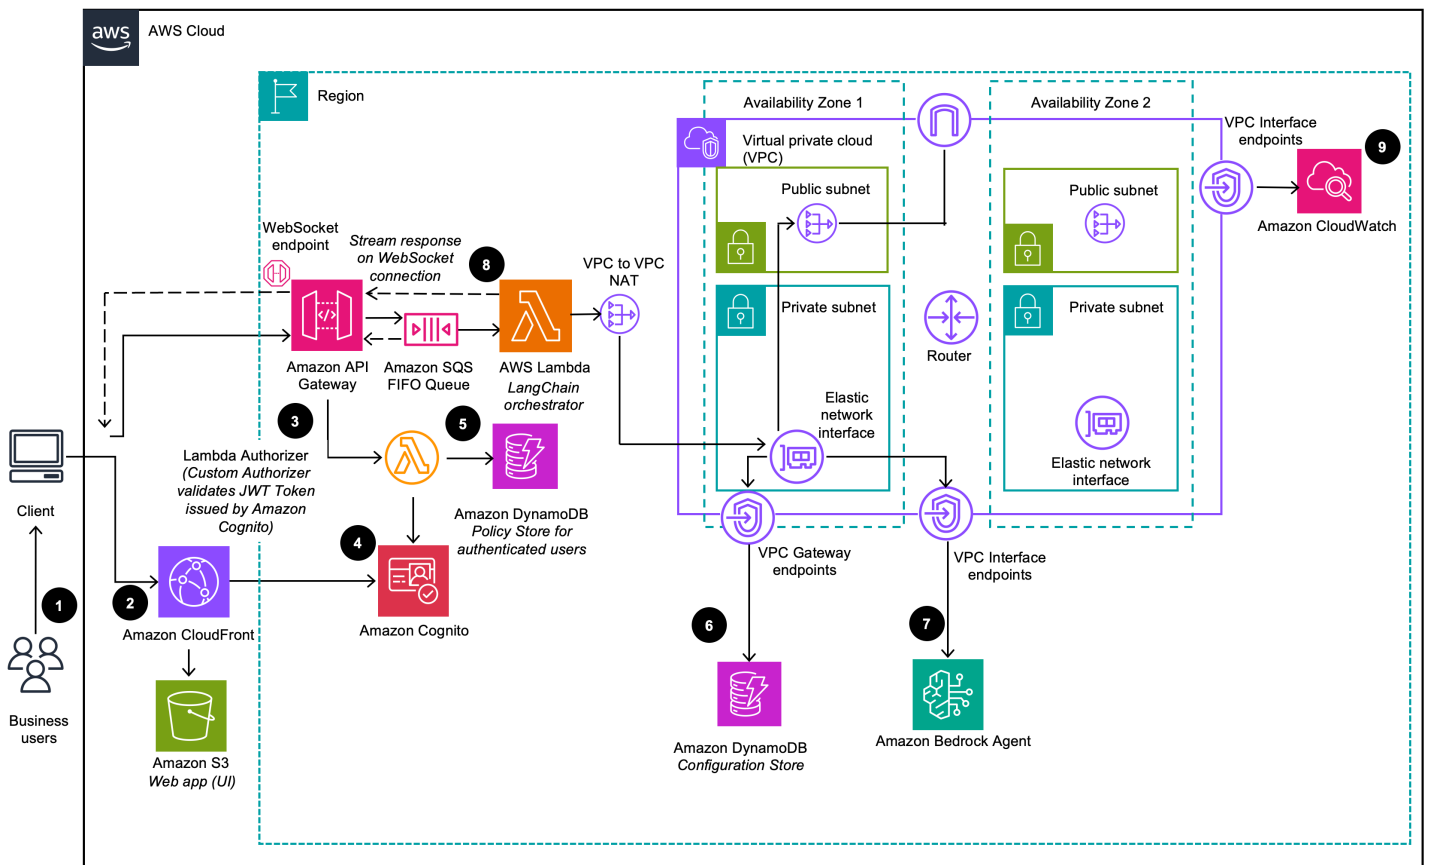 aws
AWS Cloud
Region
Availability Zone 1
Availability Zone 2
Virtual private cloud
(VPC)
VPC Interface
endpoints
9
Amazon CloudWatch
Public subnet
Public subnet
Private subnet
Private subnet
Router
Elastic
network
interface
Elastic network
interface
WebSocket
endpoint
Stream response
on WebSocket
connection
8
VPC to VPC
NAT
Amazon API
Gateway
Amazon SQS
FIFO Queue
AWS Lambda
LangChain
orchestrator
3
5
Lambda Authorizer
(Custom Authorizer
validates JWT Token
issued by Amazon
Cognito)
Amazon DynamoDB
Policy Store for
authenticated users
4
Client
1
2
Amazon CloudFront
Amazon Cognito
Business
users
Amazon S3
Web app (UI)
VPC Gateway
endpoints
VPC Interface
endpoints
6
7
Amazon DynamoDB
Configuration Store
Amazon Bedrock Agent